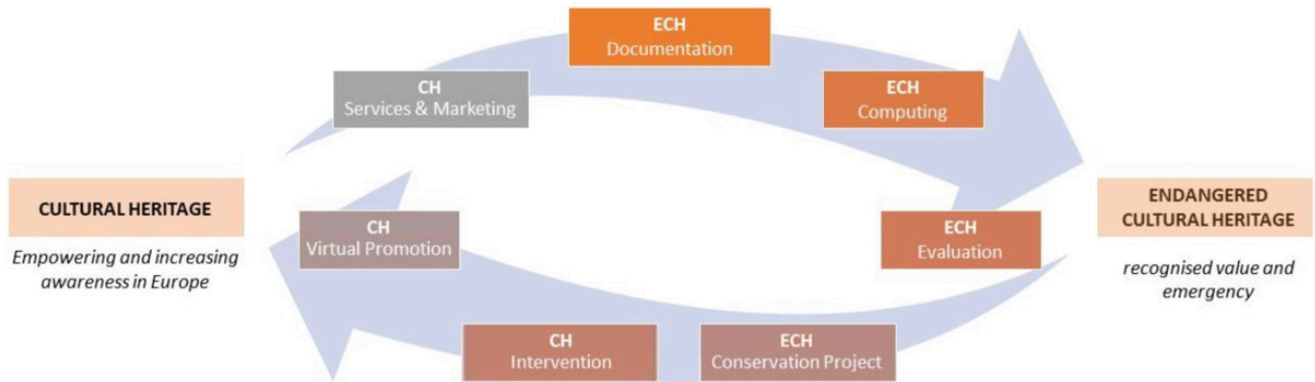 ECH
Documentation
CH
Services & Marketing
ECH
Computing
CULTURAL HERITAGE
Empowering and increasing
awareness in Europe
CH
Virtual Promotion
ECH
Evaluation
ENDANGERED
CULTURAL HERITAGE
recognised value and
emergency
CH
Intervention
ECH
Conservation Project